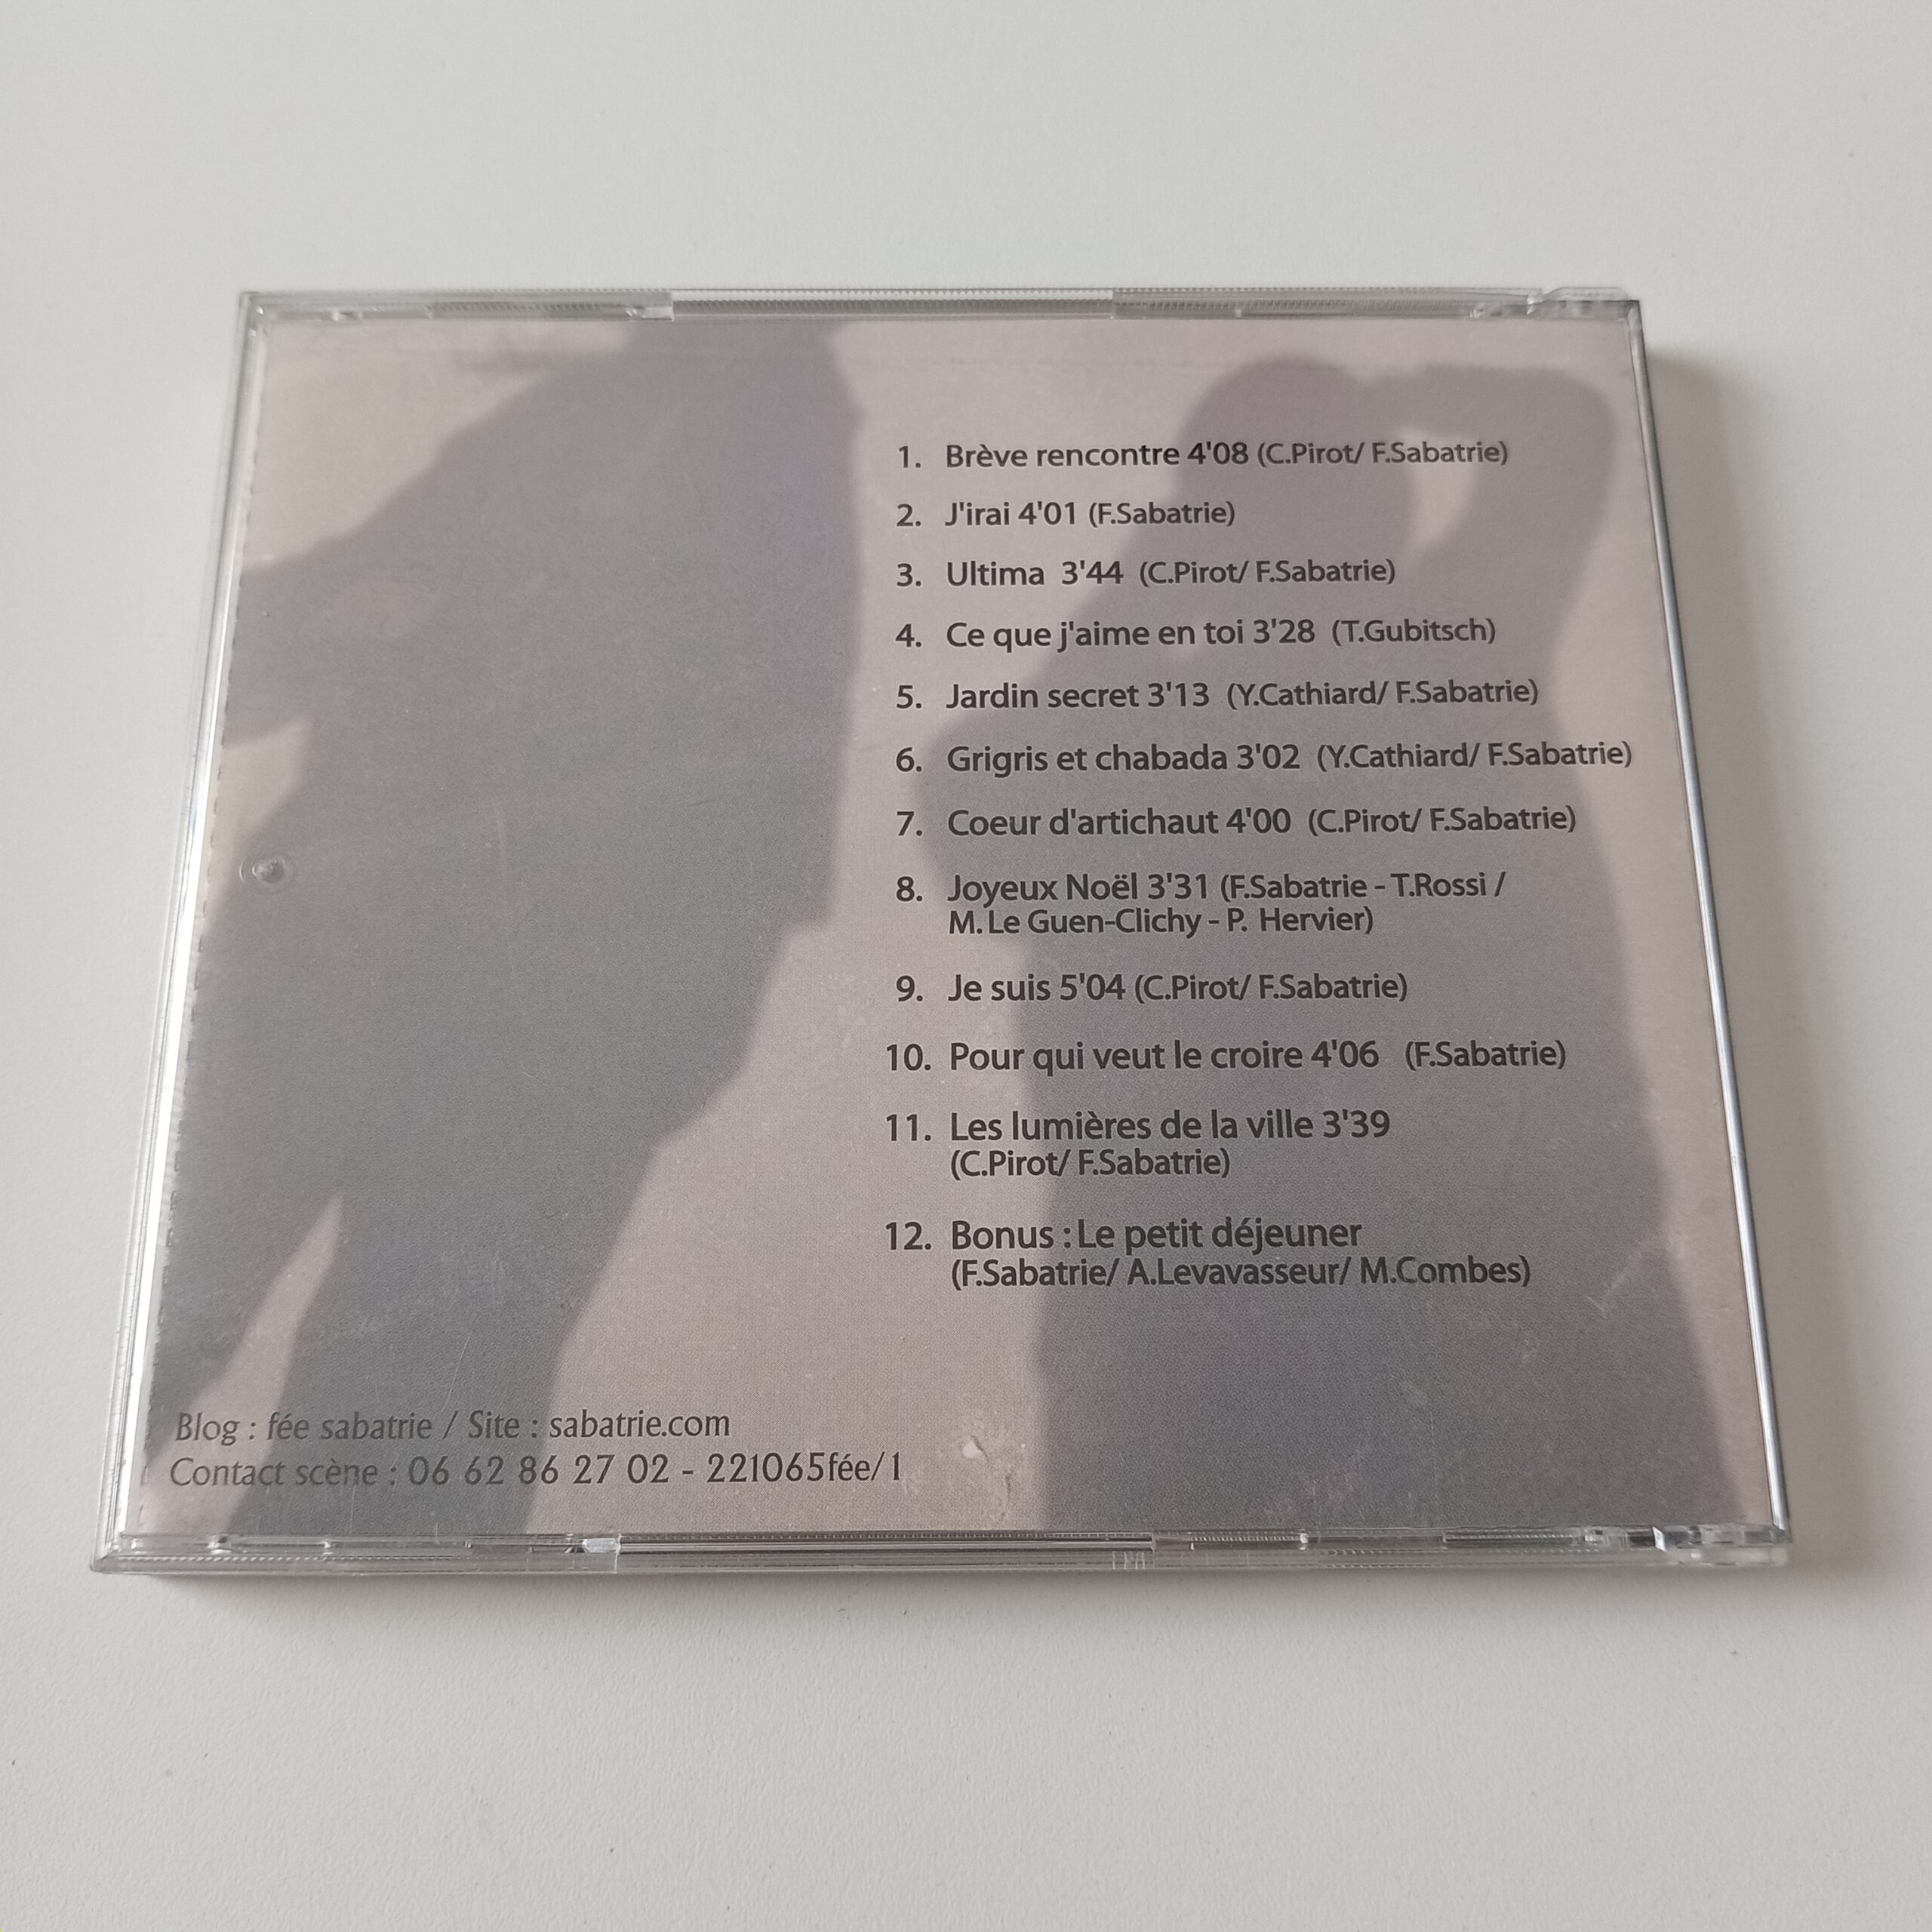 1. Brève rencontre 4'08 (C.Pirot/ F.Sabatrie)
2. J'irai 4'01 (F.Sabatrie)
3. Ultima 3'44 (C.Pirot/ F.Sabatrie)
4. Ce que j'aime en toi 3'28 (T.Gubitsch)
5. Jardin secret 3'13 (Y.Cathiard/ F.Sabatrie)
6. Grigris et chabada 3'02 (Y.Cathiard/ F.Sabatrie)
7. Coeur d'artichaut 4'00 (C.Pirot/ F.Sabatrie)
8. Joyeux Noël 3'31 (F.Sabatrie - T.Rossi /
M. Le Guen-Clichy - P. Hervier)
9. Je suis 5'04 (C.Pirot/ F.Sabatrie)
10. Pour qui veut le croire 4'06 (F.Sabatrie)
11. Les lumières de la ville 3'39
(C.Pirot/ F.Sabatrie)
12. Bonus : Le petit déjeuner
(F.Sabatrie/ A.Levavasseur/ M.Combes)
Blog : fée sabatrie / Site : sabatrie.com
Contact scène : 06 62 86 27 02 - 221065fée/1